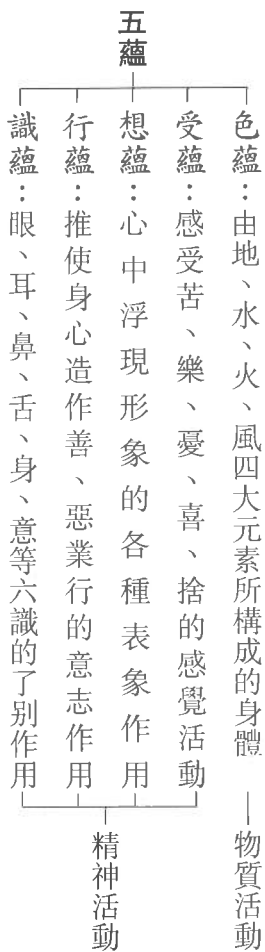 五蘊
色蘊：由地、水、火、風四大元素所構成的身體
受蘊：感受苦、樂、憂、喜、捨的感覺活動
想蘊：心中浮現形象的各種表象作用
行蘊：推使身心造作善、惡業行的意志作用
識蘊：眼、耳、鼻、舌、身、意等六識的了別作用
物質活動
精神活動